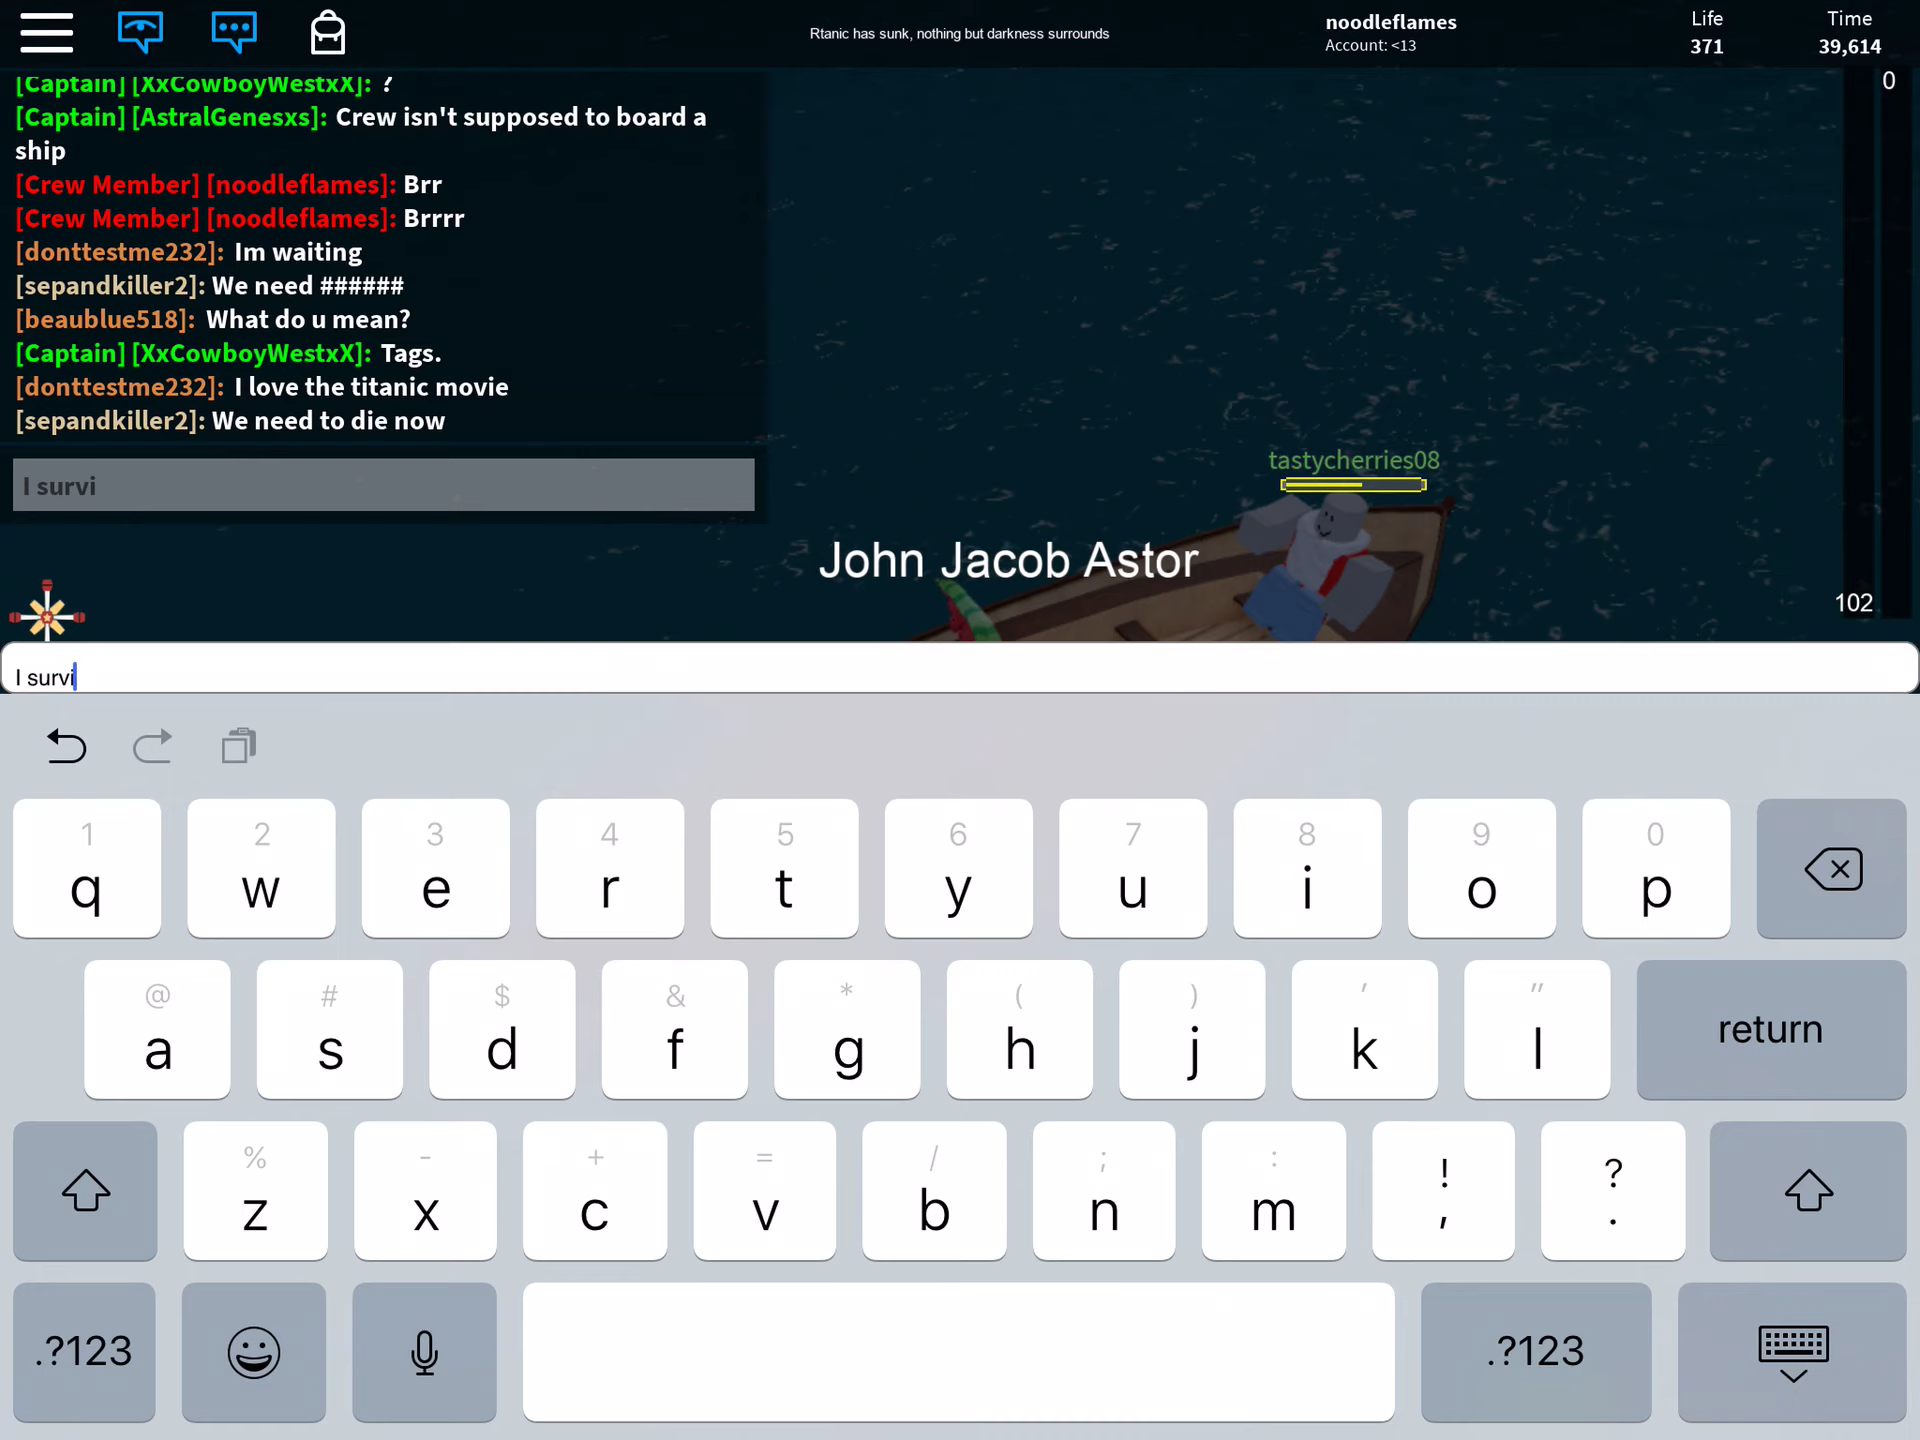 Rtanic has sunk, nothing but darkness surrounds
noodleflames
Account: <13
Life
371
Time
39,614
0
[Captain] [XxCowboyWestxX]: ?
[Captain] [AstralGenesxs]: Crew isn't supposed to board a
ship
[Crew Member] [noodleflames]: Brr
[Crew Member] [noodleflames]: Brrrr
[donttestme232]: Im waiting
[sepandkiller2]: We need ######
[beaublue518]: What do u mean?
[Captain] [XxCowboyWestxX]: Tags.
[donttestme232]: I love the titanic movie
[sepandkiller2]: We need to die now
I survi
tastycherries08
John Jacob Astor
102
I survi
1 2 3 4 5 6 7 8 9 0
q w e r t y u i o p
@ # $ & * ( ) ' "
a s d f g h j k l return
% - + = / ; : ! ?
z x c v b n m , .
.?123 .?123